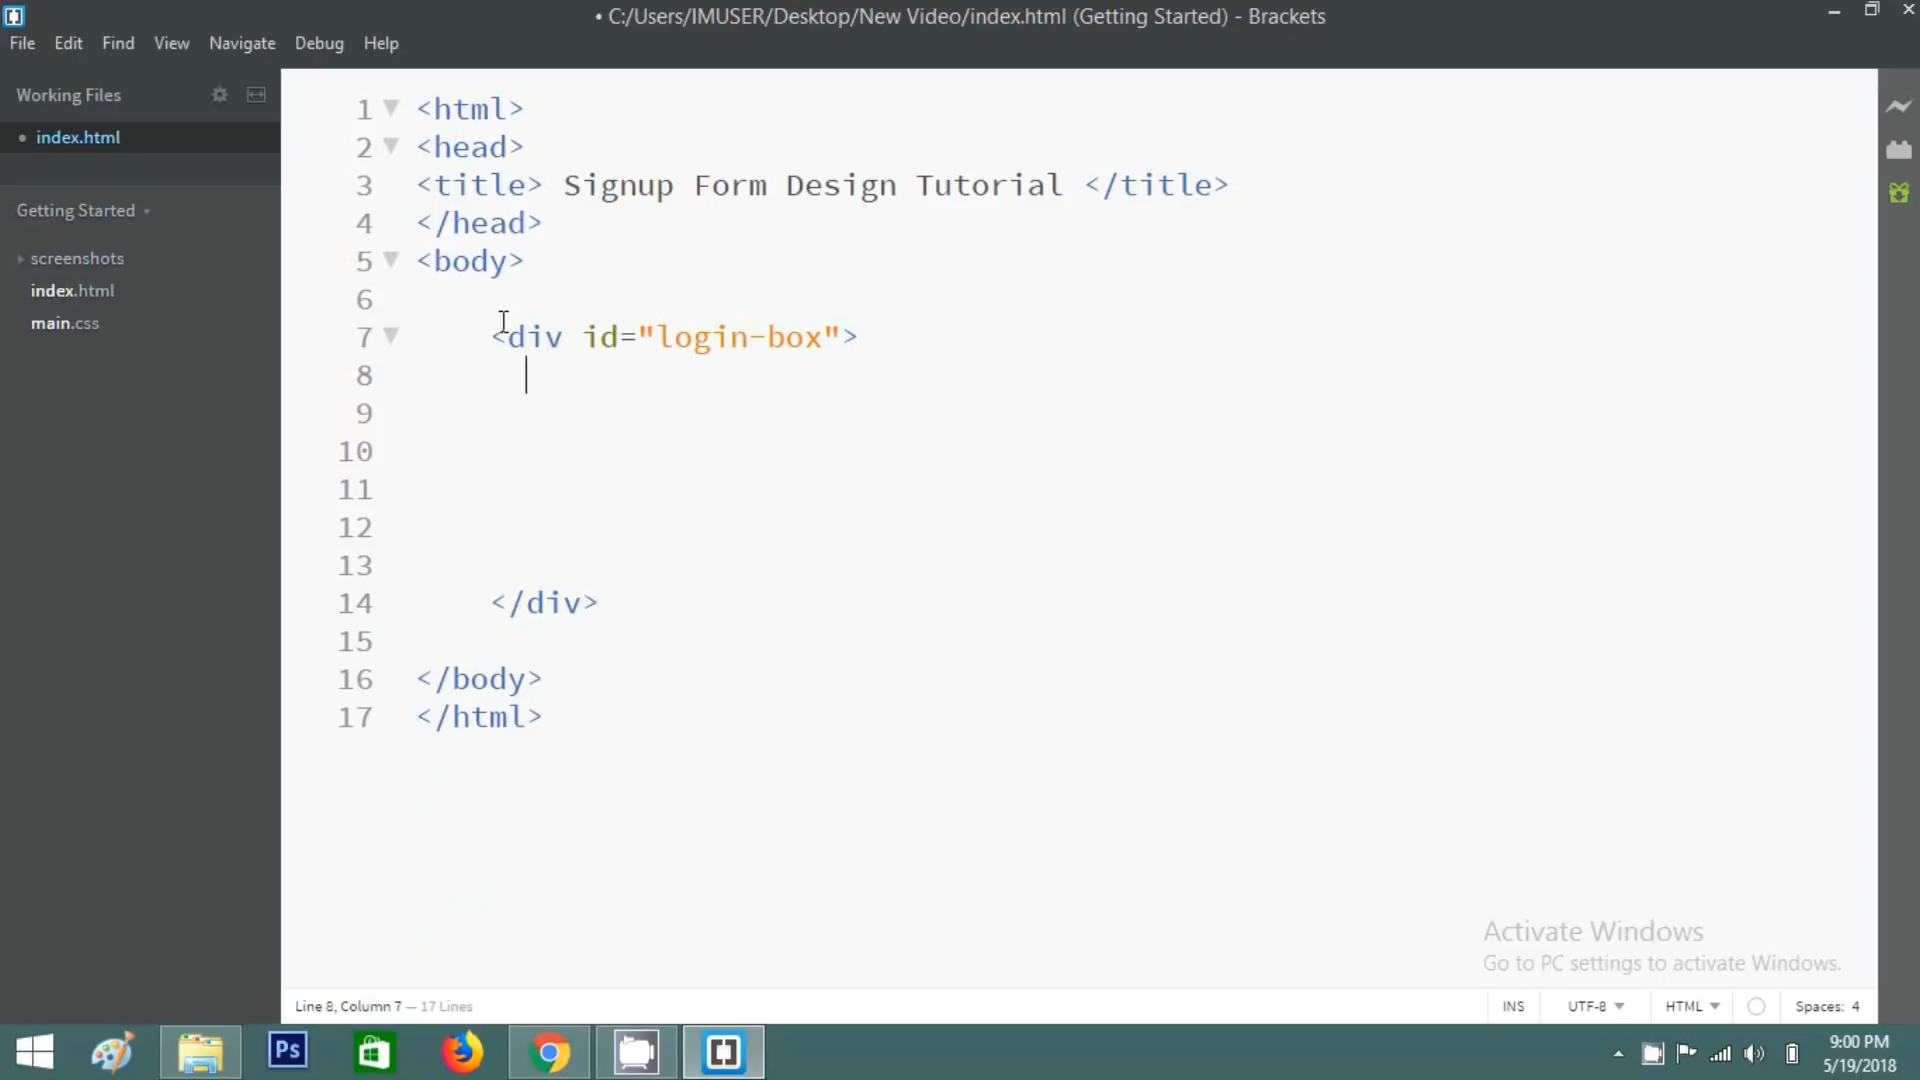 • C:/Users/IMUSER/Desktop/New Video/index.html (Getting Started) - Brackets
File Edit Find View Navigate Debug Help
Working Files
• index.html
Getting Started
screenshots
index.html
main.css
1 <html>
2 <head>
3 <title> Signup Form Design Tutorial </title>
4 </head>
5 <body>
6
7 <div id="login-box">
8
9
10
11
12
13
14 </div>
15
16 </body>
17 </html>
Activate Windows
Go to PC settings to activate Windows.
Line 8, Column 7 — 17 Lines
INS UTF-8 HTML Spaces: 4
Ps
9:00 PM
5/19/2018